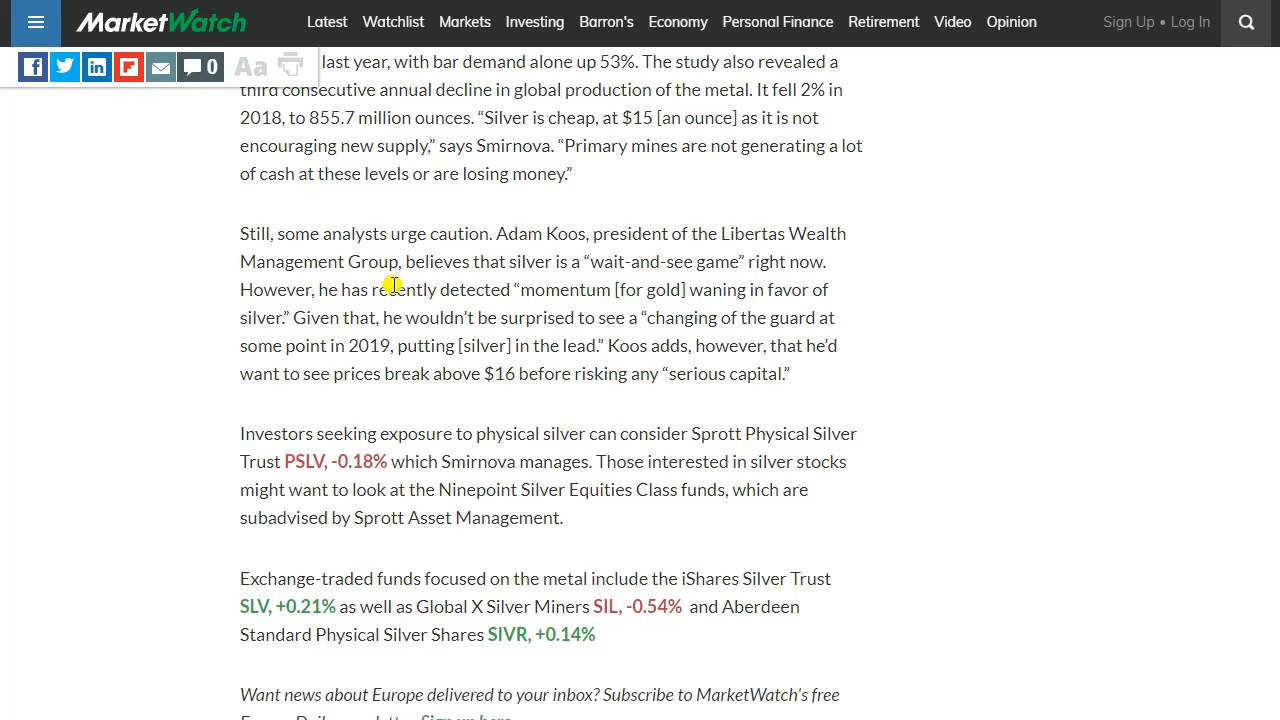 MarketWatch Latest Watchlist Markets Investing Barron's Economy Personal Finance Retirement Video Opinion Sign Up • Log In
0 Aa
last year, with bar demand alone up 53%. The study also revealed a
third consecutive annual decline in global production of the metal. It fell 2% in
2018, to 855.7 million ounces. “Silver is cheap, at $15 [an ounce] as it is not
encouraging new supply,” says Smirnova. “Primary mines are not generating a lot
of cash at these levels or are losing money.”
Still, some analysts urge caution. Adam Koos, president of the Libertas Wealth
Management Group, believes that silver is a “wait-and-see game” right now.
However, he has recently detected “momentum [for gold] waning in favor of
silver.” Given that, he wouldn’t be surprised to see a “changing of the guard at
some point in 2019, putting [silver] in the lead.” Koos adds, however, that he’d
want to see prices break above $16 before risking any “serious capital.”
Investors seeking exposure to physical silver can consider Sprott Physical Silver
Trust PSLV, -0.18% which Smirnova manages. Those interested in silver stocks
might want to look at the Ninepoint Silver Equities Class funds, which are
subadvised by Sprott Asset Management.
Exchange-traded funds focused on the metal include the iShares Silver Trust
SLV, +0.21% as well as Global X Silver Miners SIL, -0.54% and Aberdeen
Standard Physical Silver Shares SIVR, +0.14%
Want news about Europe delivered to your inbox? Subscribe to MarketWatch's free
Sign up here